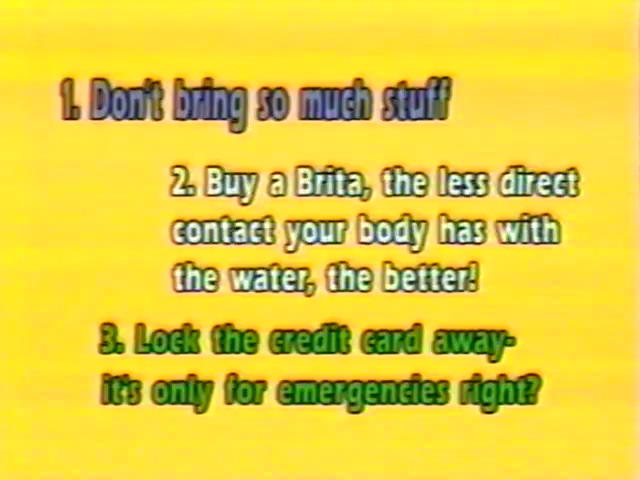 1. Don't bring so much stuff
2. Buy a Brita, the less direct
contact your body has with
the water, the better!
3. Lock the credit card away-
it's only for emergencies right?